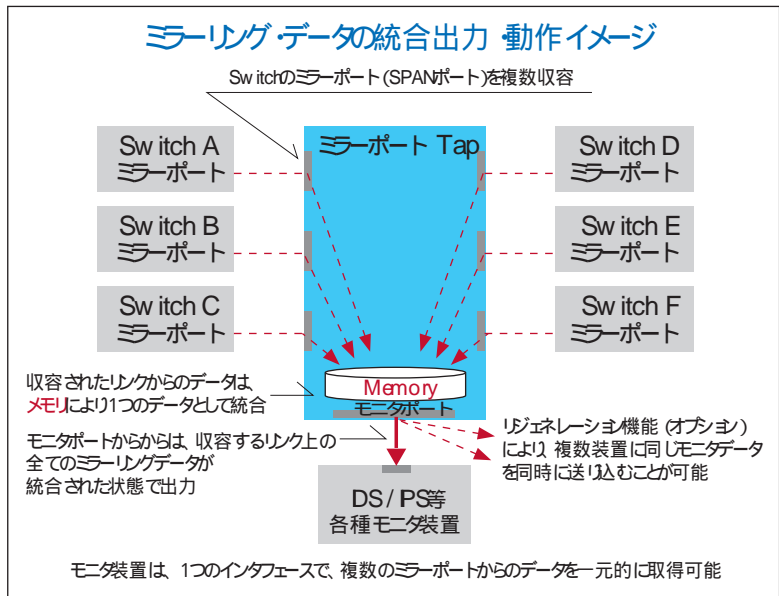 ミラーリング・データの統合出力・動作イメージ
Switchのミラーポート(SPANポート)を複数収容
Switch A
ミラーポート
Switch B
ミラーポート
Switch C
ミラーポート
ミラーポート Tap
Switch D
ミラーポート
Switch E
ミラーポート
Switch F
ミラーポート
収容されたリンクからのデータは、
メモリにより1つのデータとして統合
Memory
モニタポート
モニタポートからからは、収容するリンク上の
全てのミラーリングデータが
統合された状態で出力
リジェネレーション機能(オプション)
により、複数装置に同じモニタデータ
を同時に送り込むことが可能
IDS/IPS等
各種モニタ装置
モニタ装置は、1つのインタフェースで、複数のミラーポートからのデータを一元的に取得可能